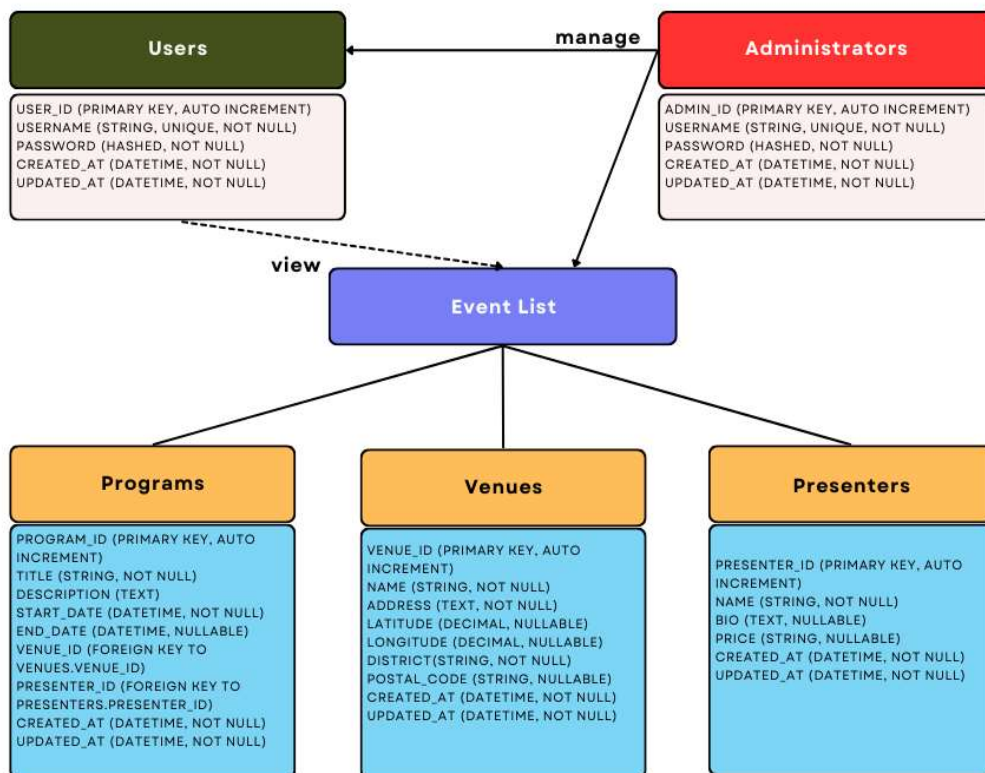 Users
manage
Administrators
USER_ID (PRIMARY KEY, AUTO INCREMENT)
USERNAME (STRING, UNIQUE, NOT NULL)
PASSWORD (HASHED, NOT NULL)
CREATED_AT (DATETIME, NOT NULL)
UPDATED_AT (DATETIME, NOT NULL)
ADMIN_ID (PRIMARY KEY, AUTO INCREMENT)
USERNAME (STRING, UNIQUE, NOT NULL)
PASSWORD (HASHED, NOT NULL)
CREATED_AT (DATETIME, NOT NULL)
UPDATED_AT (DATETIME, NOT NULL)
view
Event List
Programs
PROGRAM_ID (PRIMARY KEY, AUTO
INCREMENT)
TITLE (STRING, NOT NULL)
DESCRIPTION (TEXT)
START_DATE (DATETIME, NOT NULL)
END_DATE (DATETIME, NULLABLE)
VENUE_ID (FOREIGN KEY TO
VENUES.VENUE_ID)
PRESENTER_ID (FOREIGN KEY TO
PRESENTERS.PRESENTER_ID)
CREATED_AT (DATETIME, NOT NULL)
UPDATED_AT (DATETIME, NOT NULL)
Venues
VENUE_ID (PRIMARY KEY, AUTO
INCREMENT)
NAME (STRING, NOT NULL)
ADDRESS (TEXT, NOT NULL)
LATITUDE (DECIMAL, NULLABLE)
LONGITUDE (DECIMAL, NULLABLE)
DISTRICT(STRING, NOT NULL)
POSTAL_CODE (STRING, NULLABLE)
CREATED_AT (DATETIME, NOT NULL)
UPDATED_AT (DATETIME, NOT NULL)
Presenters
PRESENTER_ID (PRIMARY KEY, AUTO
INCREMENT)
NAME (STRING, NOT NULL)
BIO (TEXT, NULLABLE)
PRICE (STRING, NULLABLE)
CREATED_AT (DATETIME, NOT NULL)
UPDATED_AT (DATETIME, NOT NULL)